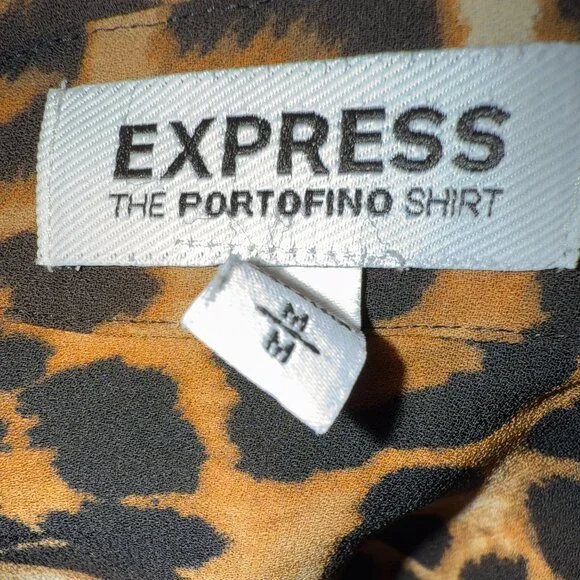 EXPRESS
THE PORTOFINO SHIRT
M
M